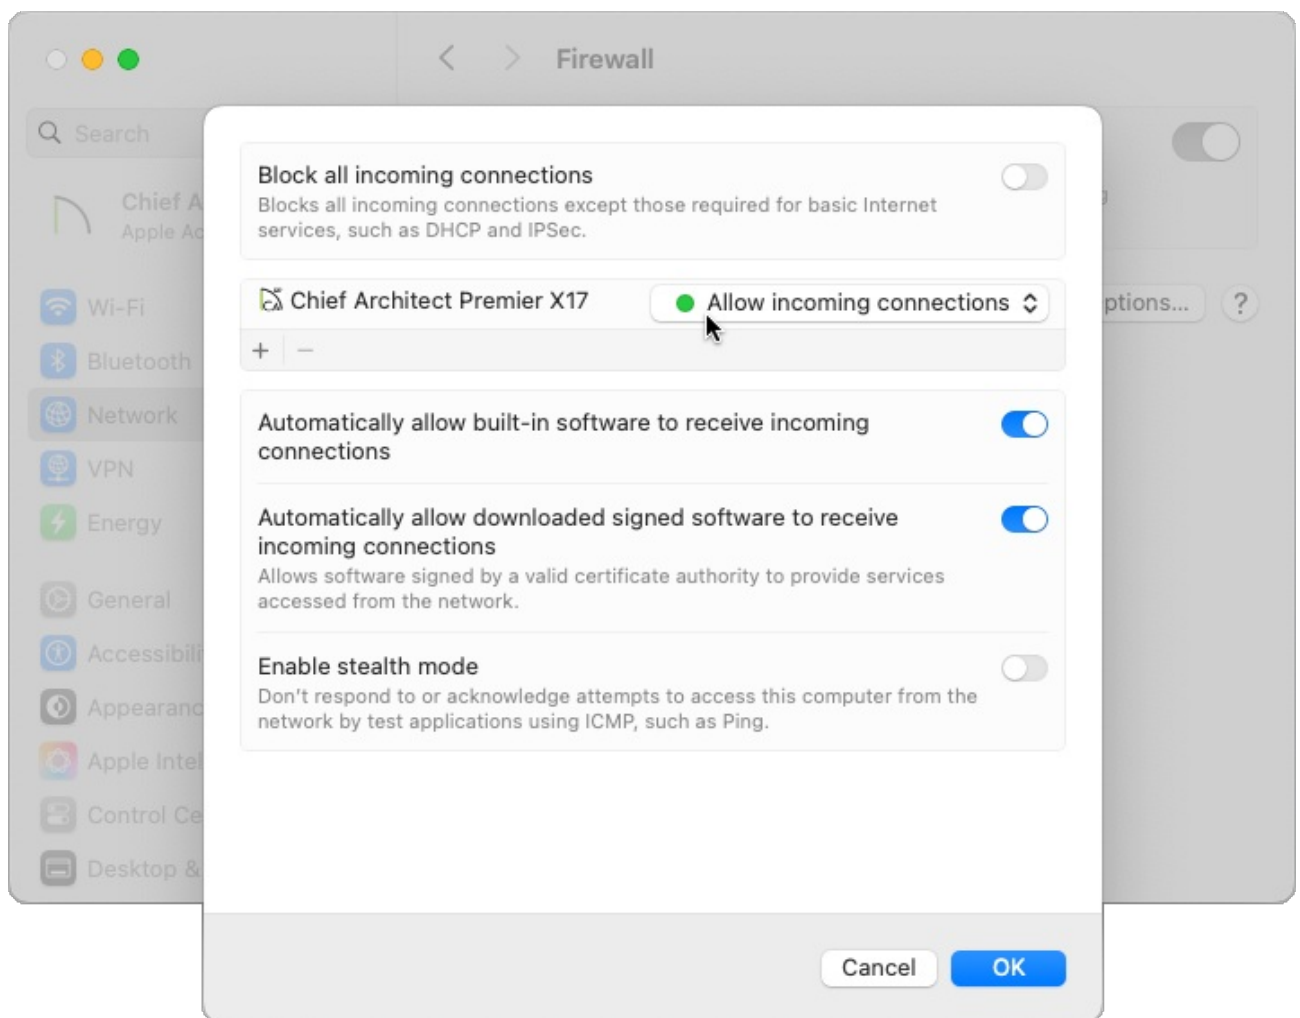 Firewall
Search
Chief A
Apple Ac
Wi-Fi
Bluetooth
Network
VPN
Energy
General
Accessibili
Appearanc
Apple Intel
Control Ce
Desktop &
ptions...
?
Block all incoming connections
Blocks all incoming connections except those required for basic Internet
services, such as DHCP and IPSec.
Chief Architect Premier X17
Allow incoming connections
+ −
Automatically allow built-in software to receive incoming
connections
Automatically allow downloaded signed software to receive
incoming connections
Allows software signed by a valid certificate authority to provide services
accessed from the network.
Enable stealth mode
Don't respond to or acknowledge attempts to access this computer from the
network by test applications using ICMP, such as Ping.
Cancel
OK